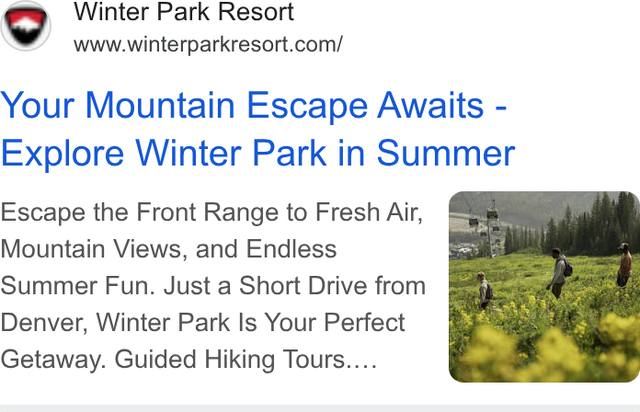 Winter Park Resort
www.winterparkresort.com/
Your Mountain Escape Awaits -
Explore Winter Park in Summer
Escape the Front Range to Fresh Air,
Mountain Views, and Endless
Summer Fun. Just a Short Drive from
Denver, Winter Park Is Your Perfect
Getaway. Guided Hiking Tours.…